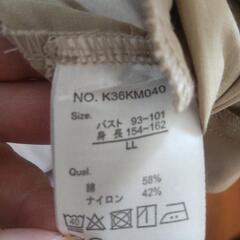 NO. K36KM040
Size.
バスト 93-101
身 長 154-162
LL
Qual.
綿 58%
ナイロン 42%
40